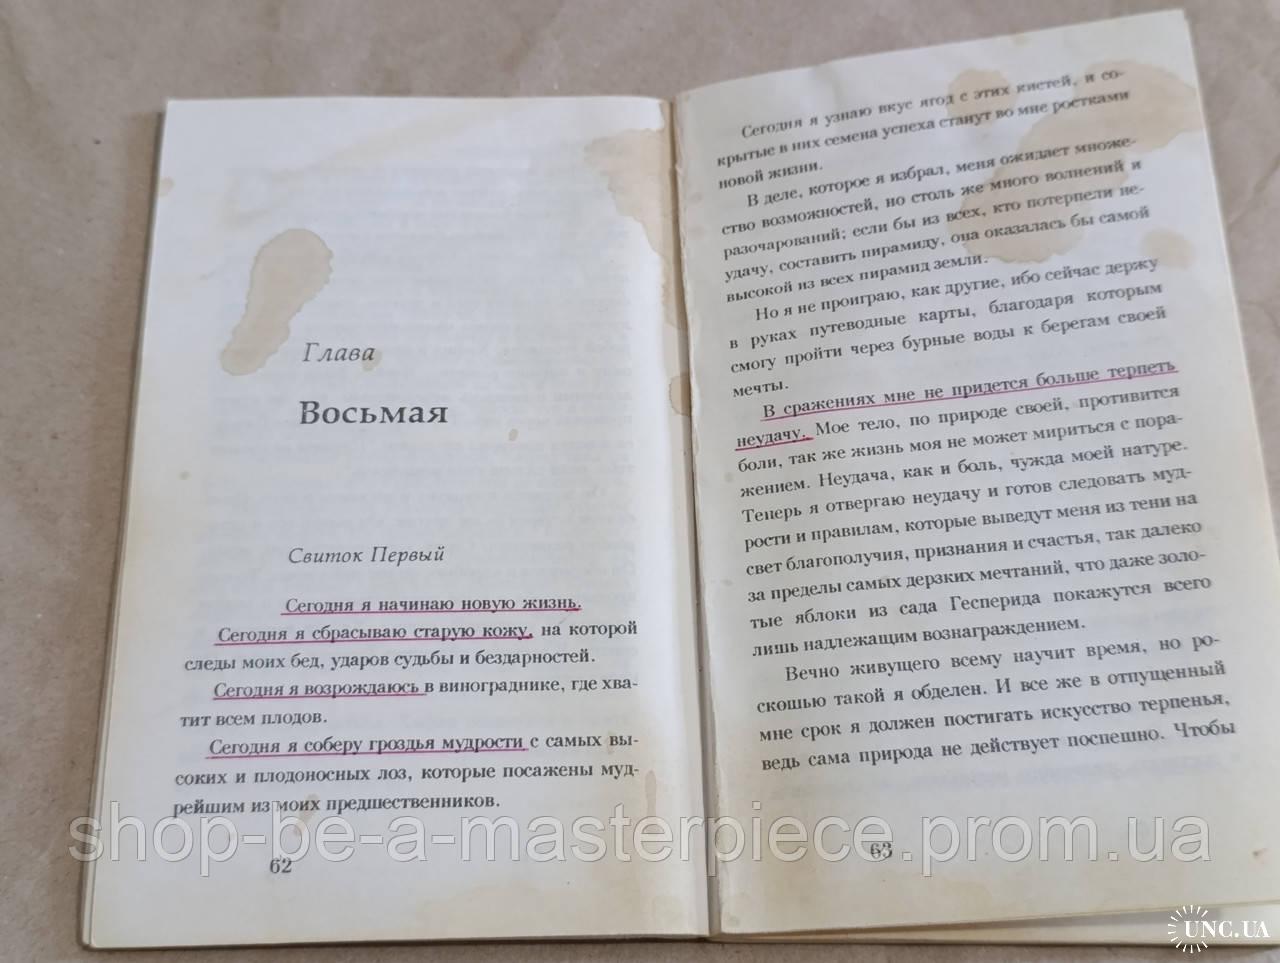 Глава
Восьмая
Свиток Первый
Сегодня я начинаю новую жизнь.
Сегодня я сбрасываю старую кожу, на которой
следы моих бед, ударов судьбы и бездарностей.
Сегодня я возрождаюсь в винограднике, где хва-
тит всем плодов.
Сегодня я соберу гроздья мудрости с самых вы-
соких и плодоносных лоз, которые посажены муд-
рейшим из моих предшественников.
62
Сегодня я узнаю вкус ягод с этих кистей, и со-
крытые в них семена успеха станут во мне ростками
новой жизни.
В деле, которое я избрал, меня ожидает множе-
ство возможностей, но столь же много волнений и
разочарований; если бы из всех, кто потерпели не-
удачу, составить пирамиду, она оказалась бы самой
высокой из всех пирамид земли.
Но я не проиграю, как другие, ибо сейчас держу
в руках путеводные карты, благодаря которым
смогу пройти через бурные воды к берегам своей
мечты.
В сражениях мне не придется больше терпеть
неудачу. Мое тело, по природе своей, противится
боли, так же жизнь моя не может мириться с пора-
жением. Неудача, как и боль, чужда моей натуре.
Теперь я отвергаю неудачу и готов следовать муд-
рости и правилам, которые выведут меня из тени на
свет благополучия, признания и счастья, так далеко
за пределы самых дерзких мечтаний, что даже золо-
тые яблоки из сада Гесперида покажутся всего
лишь надлежащим вознаграждением.
Вечно живущего всему научит время, но ро-
скошью такой я обделен. И все же в отпущенный
мне срок я должен постигать искусство терпенья,
ведь сама природа не действует поспешно. Чтобы
63
shop-be-a-masterpiece.prom.ua
UNC.UA